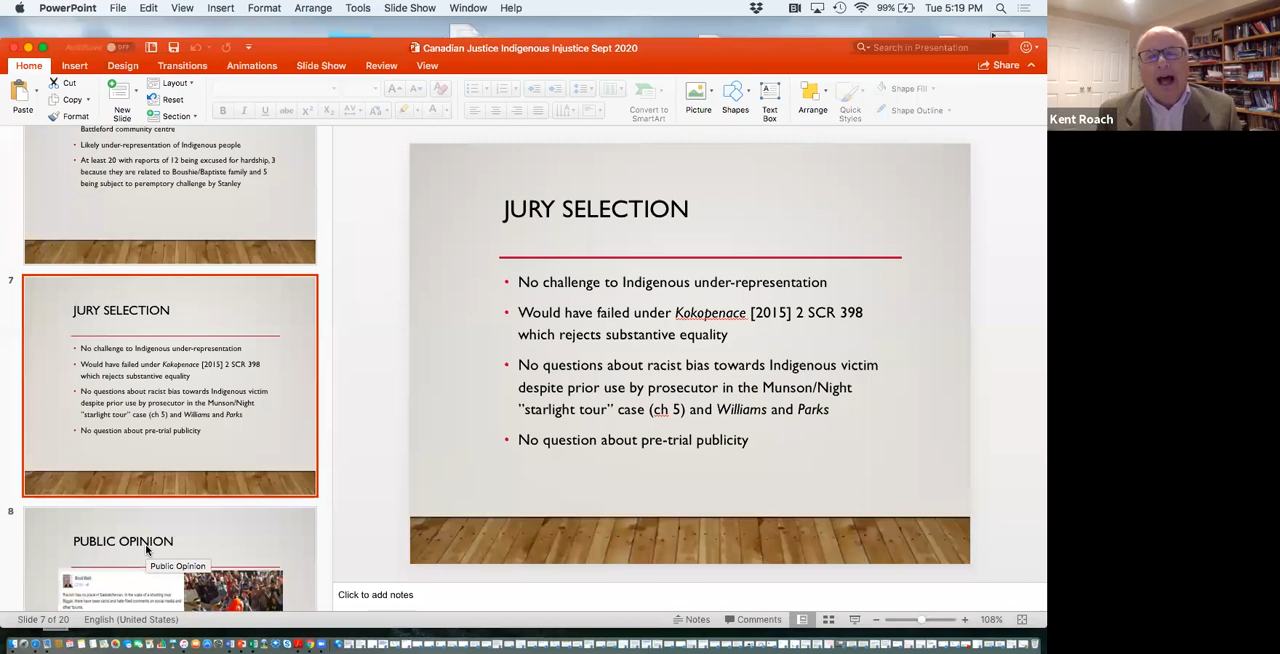 PowerPoint File Edit View Insert Format Arrange Tools Slide Show Window Help 99% Tue 5:19 PM
AutoSave OFF Canadian Justice Indigenous Injustice Sept 2020 Search in Presentation
Home Insert Design Transitions Animations Slide Show Review View Share
Paste
Cut
Copy
Format
New
Slide
Layout
Reset
Section
B I U abc X² X₂ AV Aa A
Convert to
SmartArt
Picture
Shapes
Text
Box
Arrange
Quick
Styles
Shape Fill
Shape Outline
Kent Roach
Battleford community centre
• Likely under-representation of Indigenous people
• At least 20 with reports of 12 being excused for hardship, 3
because they are related to Boushie/Baptiste family and 5
being subject to peremptory challenge by Stanley
7
JURY SELECTION
• No challenge to Indigenous under-representation
• Would have failed under Kokopenace [2015] 2 SCR 398
which rejects substantive equality
• No questions about racist bias towards Indigenous victim
despite prior use by prosecutor in the Munson/Night
"starlight tour" case (ch 5) and Williams and Parks
• No question about pre-trial publicity
8
PUBLIC OPINION
Public Opinion
JURY SELECTION
• No challenge to Indigenous under-representation
• Would have failed under Kokopenace [2015] 2 SCR 398
which rejects substantive equality
• No questions about racist bias towards Indigenous victim
despite prior use by prosecutor in the Munson/Night
"starlight tour" case (ch 5) and Williams and Parks
• No question about pre-trial publicity
Click to add notes
Slide 7 of 20 English (United States) Notes Comments 108%